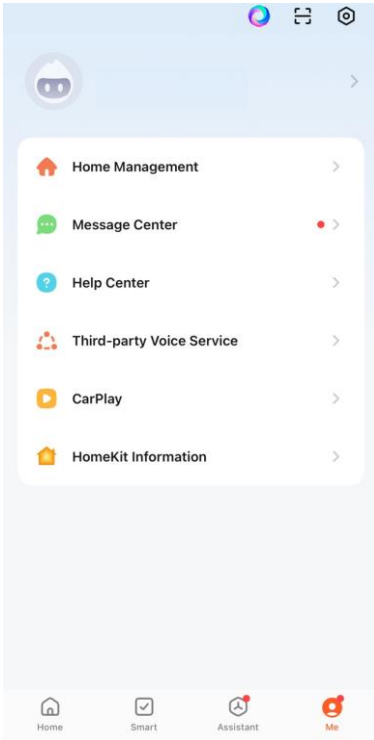 Home Management
Message Center
Help Center
Third-party Voice Service
CarPlay
HomeKit Information
Home Smart Assistant Me